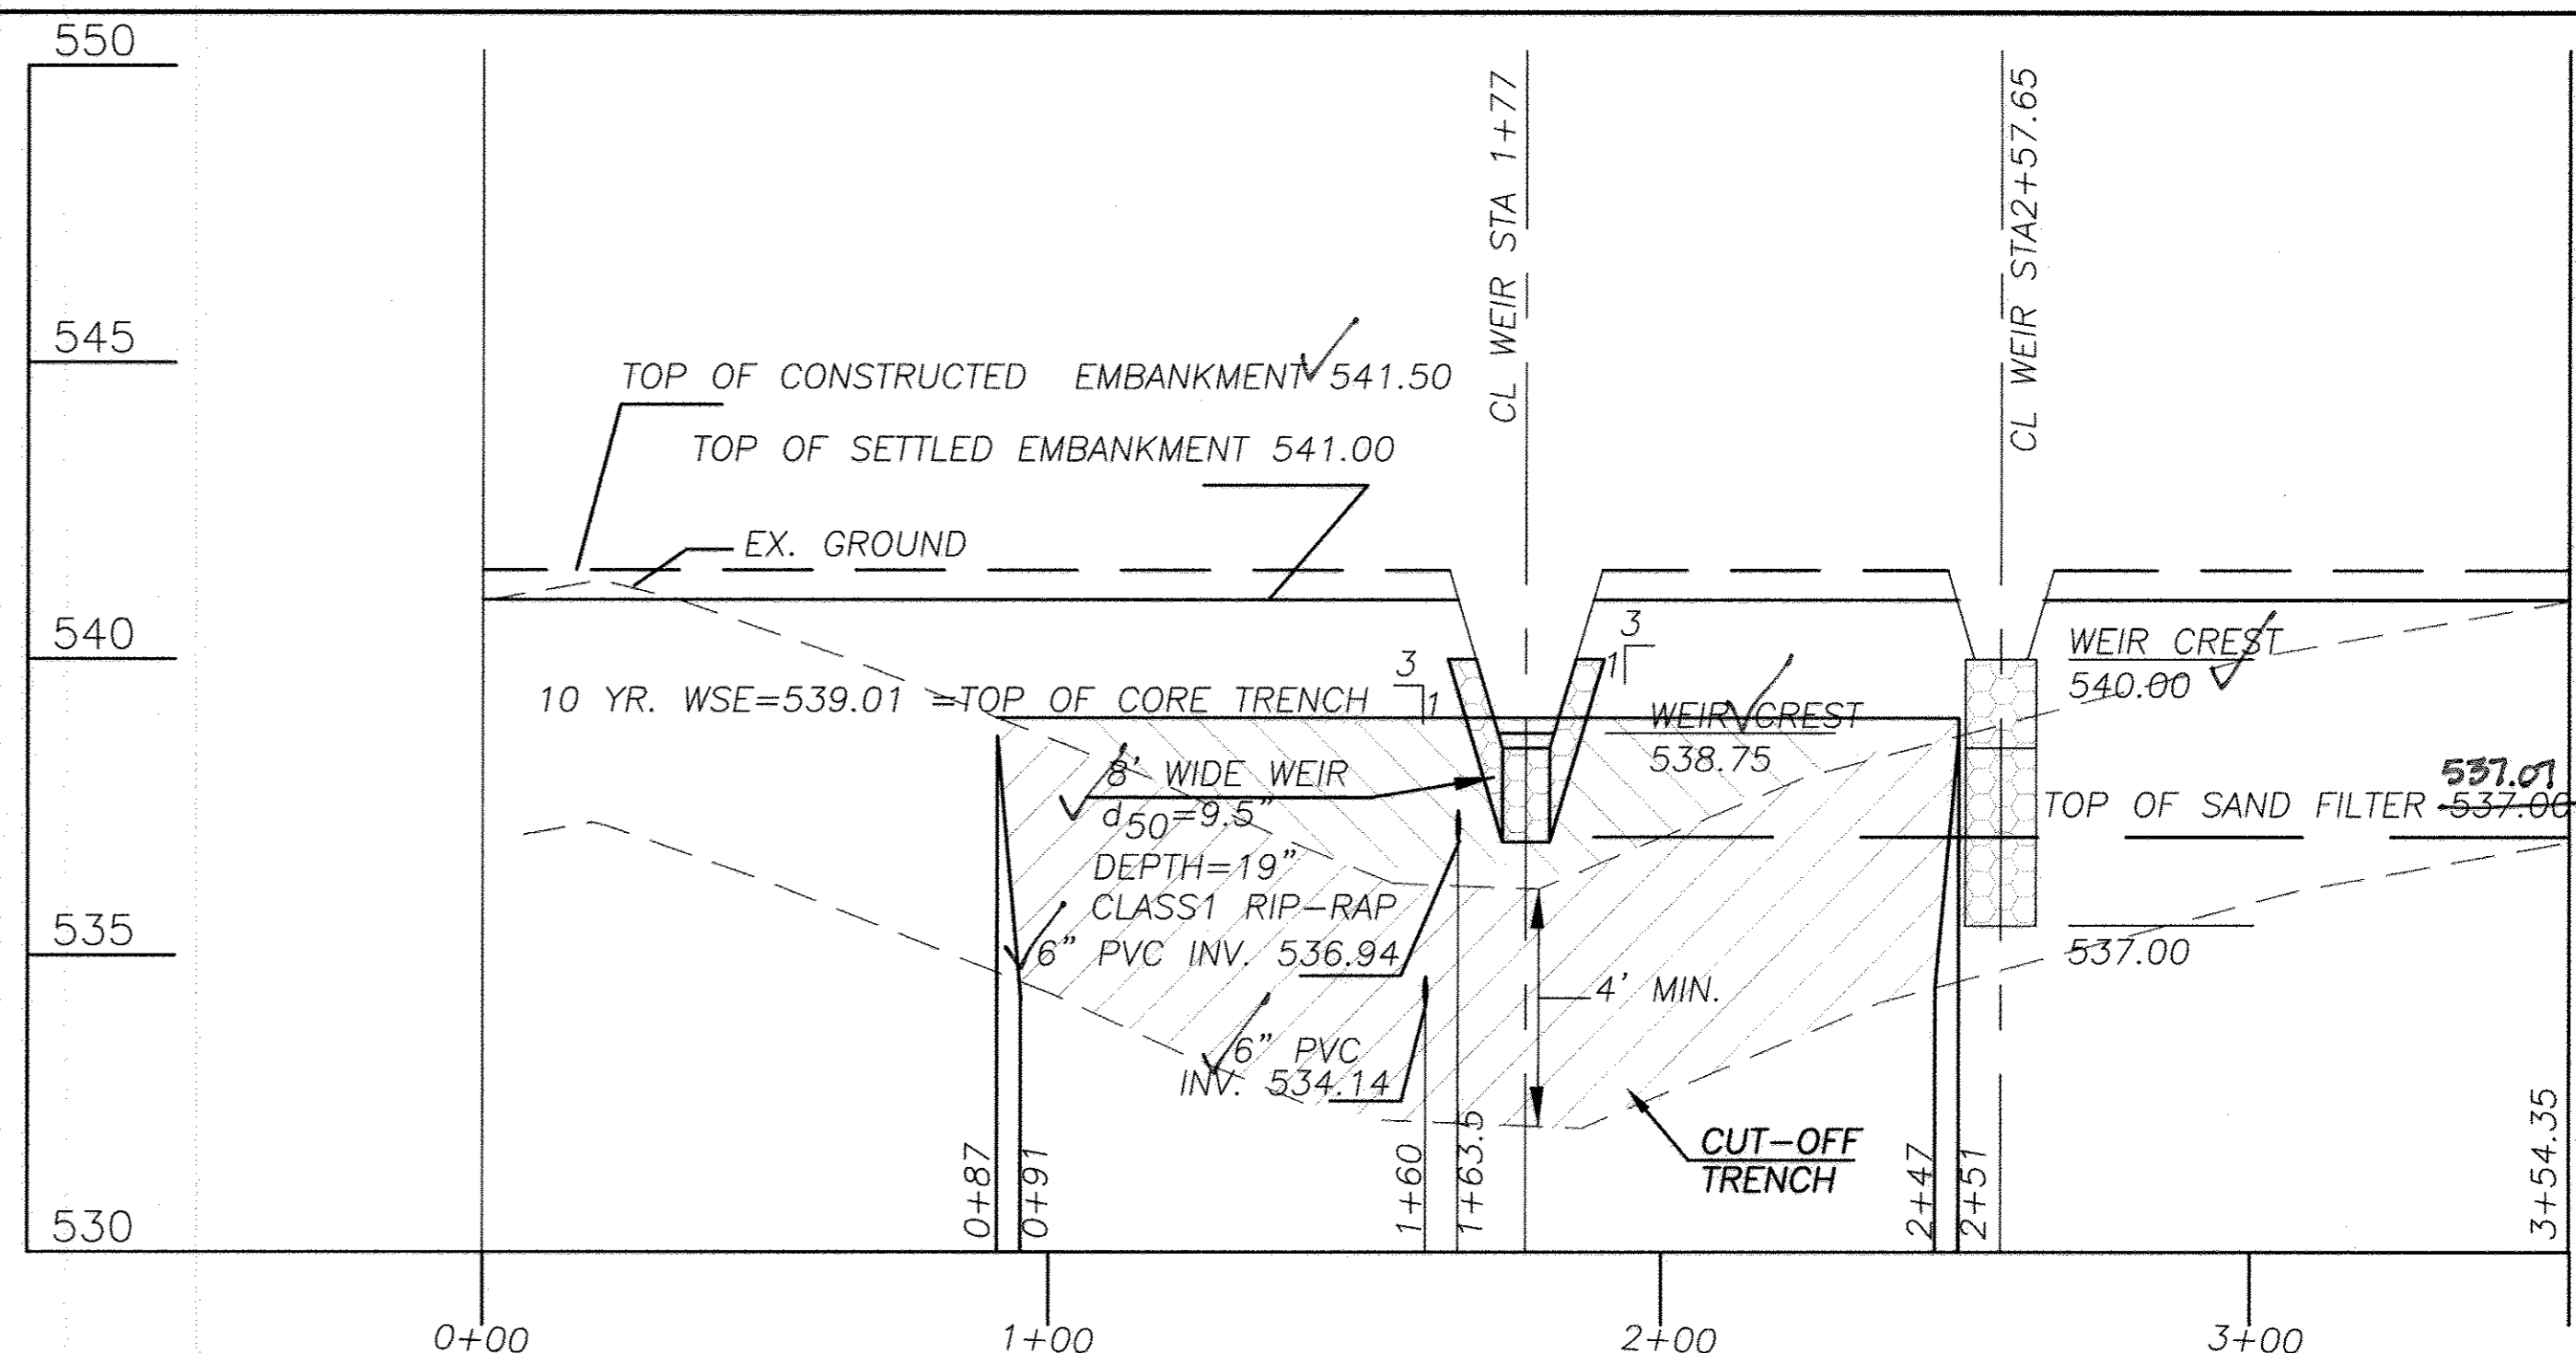 550
545
540
535
530
CL WEIR STA 1+77
CL WEIR STA2+57.65
TOP OF CONSTRUCTED EMBANKMENT 541.50
TOP OF SETTLED EMBANKMENT 541.00
EX. GROUND
10 YR. WSE=539.01 =TOP OF CORE TRENCH
3
1
3
1
WEIR CREST
540.00
WEIR CREST
538.75
8' WIDE WEIR
d50=9.5"
DEPTH=19"
CLASS1 RIP-RAP
6" PVC INV. 536.94
537.07
TOP OF SAND FILTER 537.00
537.00
4' MIN.
6" PVC
INV. 534.14
CUT-OFF
TRENCH
0+87
0+91
1+60
1+63.5
2+47
2+51
3+54.35
0+00
1+00
2+00
3+00